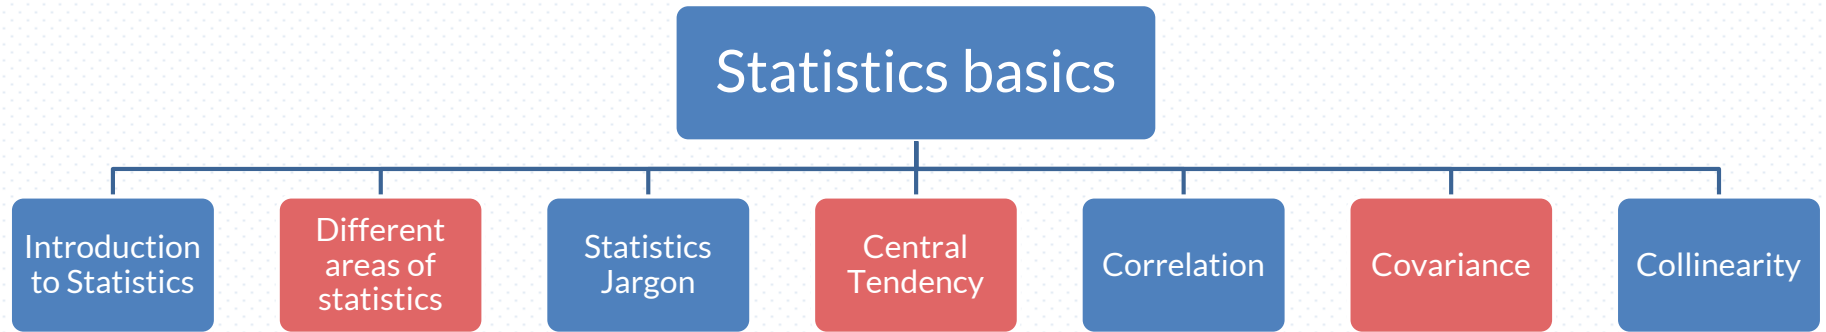 Statistics basics
Introduction
to Statistics
Different
areas of
statistics
Statistics
Jargon
Central
Tendency
Correlation
Covariance
Collinearity